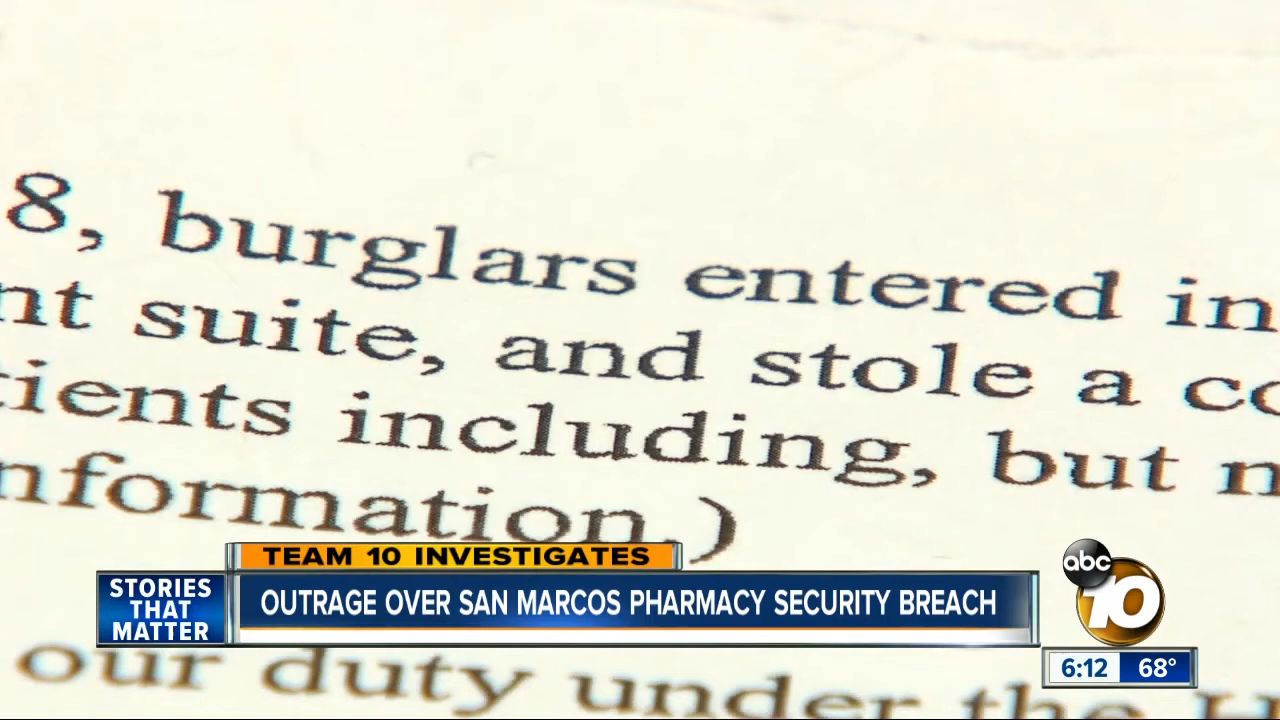 8, burglars entered in
nt suite, and stole a co
tients including, but n
nformation.)
TEAM 10 INVESTIGATES
STORIES
THAT
MATTER
OUTRAGE OVER SAN MARCOS PHARMACY SECURITY BREACH
abc
10
6:12 68°
our duty under the H